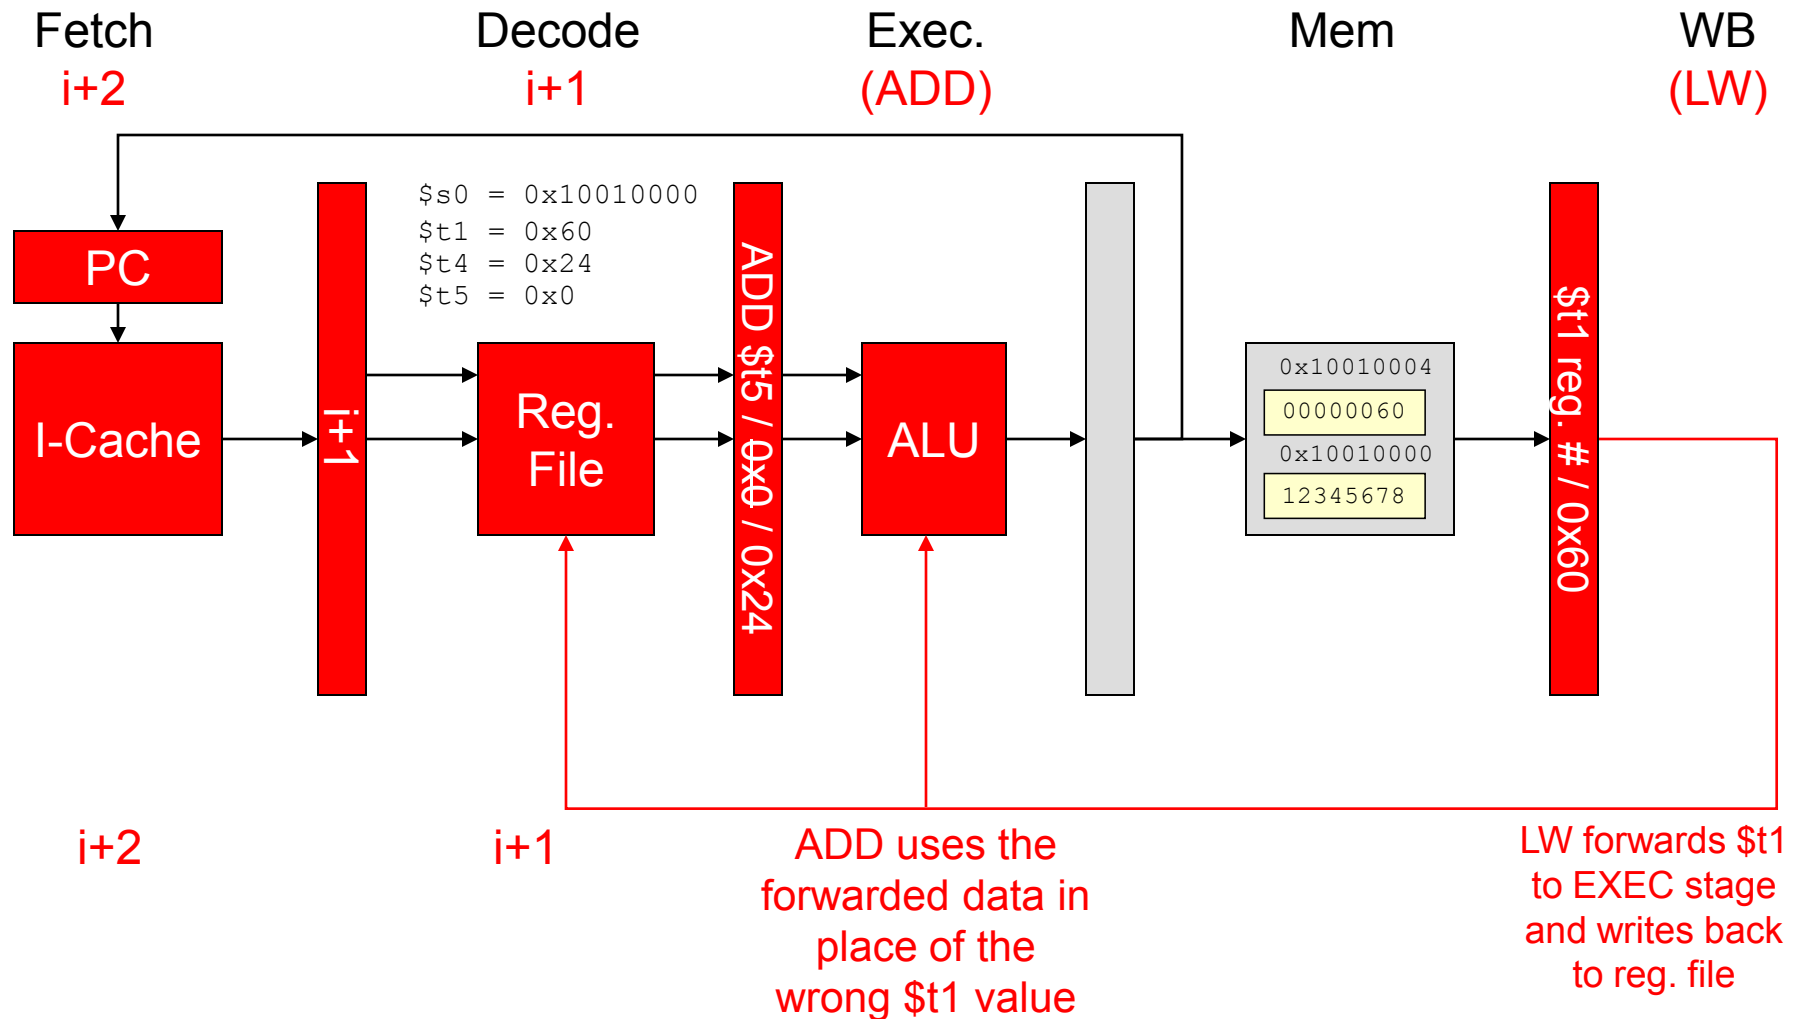 Fetch
Decode
Exec.
Mem
WB
i+2
i+1
(ADD)
(LW)
$s0 = 0x10010000
$t1 = 0x60
$t4 = 0x24
$t5 = 0x0
PC
I-Cache
i+1
Reg.
File
ADD $t5 / 0x0 / 0x24
ALU
0x10010004
00000060
0x10010000
12345678
$t1 reg. # / 0x60
i+2
i+1
ADD uses the
forwarded data in
place of the
wrong $t1 value
LW forwards $t1
to EXEC stage
and writes back
to reg. file